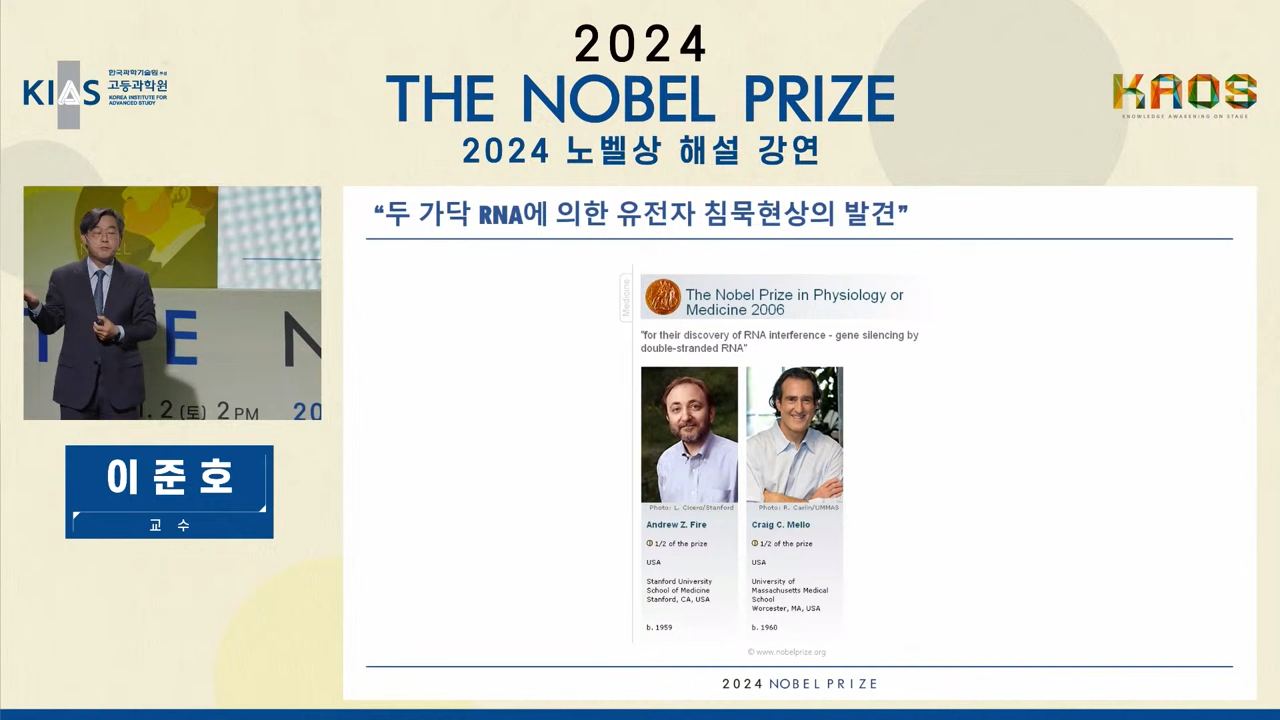 2024
THE NOBEL PRIZE
2024 노벨상 해설 강연
KIAS
한국과학기술원 부설
고등과학원
KOREA INSTITUTE FOR
ADVANCED STUDY
KAOS
KNOWLEDGE AWAKENING ON STAGE
E N
1. 2 (토) 2 PM 20
이준호
교 수
“두 가닥 RNA에 의한 유전자 침묵현상의 발견”
Medicine
The Nobel Prize in Physiology or
Medicine 2006
"for their discovery of RNA interference - gene silencing by
double-stranded RNA"
Photo: L. Cicero/Stanford
Andrew Z. Fire
1/2 of the prize
USA
Stanford University
School of Medicine
Stanford, CA, USA
b. 1959
Photo: R. Carlin/UMMAS
Craig C. Mello
1/2 of the prize
USA
University of
Massachusetts Medical
School
Worcester, MA, USA
b. 1960
© www.nobelprize.org
2024 NOBEL PRIZE